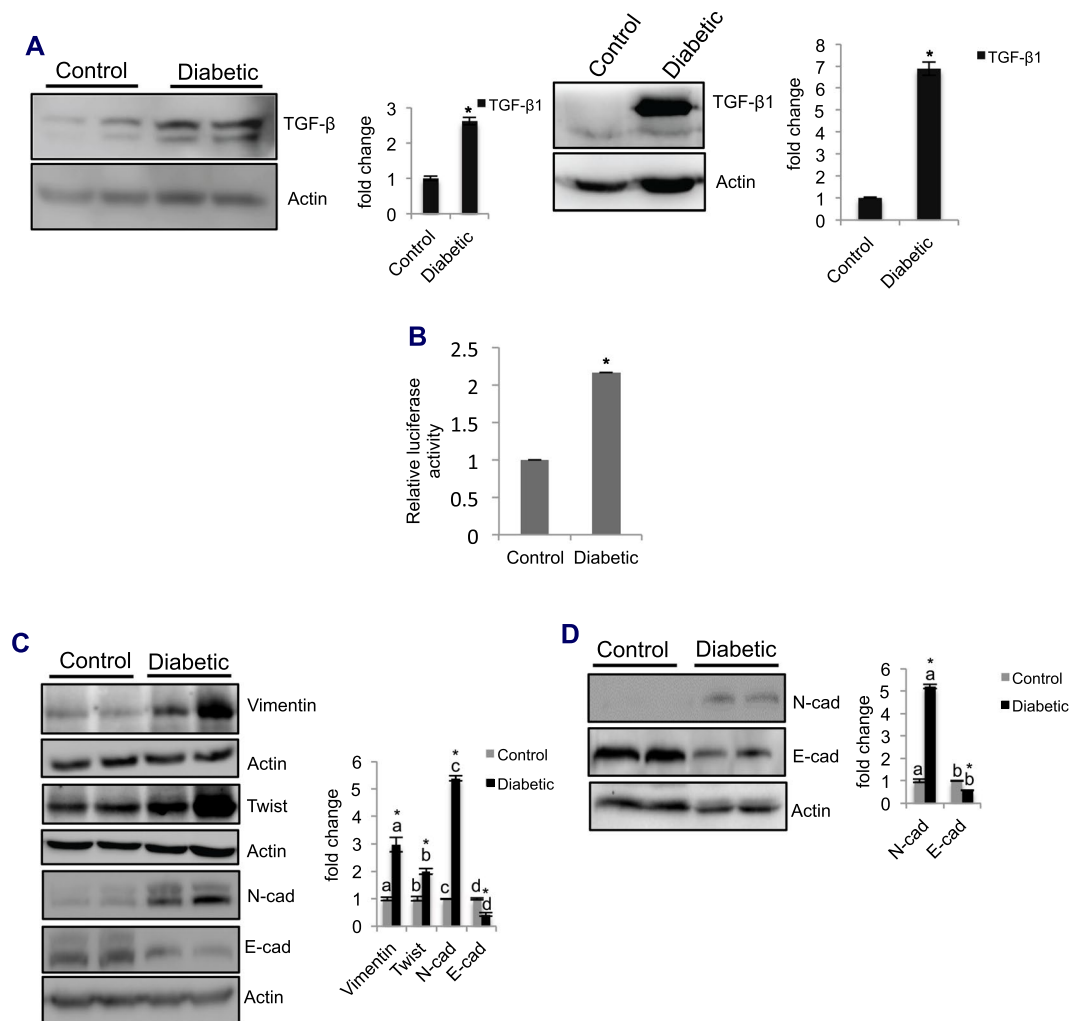 A
Control Diabetic
TGF-β
Actin
fold change
3
2
1
0
*
TGF-β1
Control
Diabetic
Control
Diabetic
TGF-β1
Actin
fold change
8
7
6
5
4
3
2
1
0
*
TGF-β1
Control
Diabetic
B
Relative luciferase
activity
2.5
2
1.5
1
0.5
0
*
Control Diabetic
C
Control Diabetic
Vimentin
Actin
Twist
Actin
N-cad
E-cad
Actin
fold change
6
5
4
3
2
1
0
a
*
a
b
*
b
c
*
c
d
*
d
Control
Diabetic
Vimentin
Twist
N-cad
E-cad
D
Control Diabetic
N-cad
E-cad
Actin
fold change
6
5
4
3
2
1
0
a
*
a
b
*
b
Control
Diabetic
N-cad
E-cad